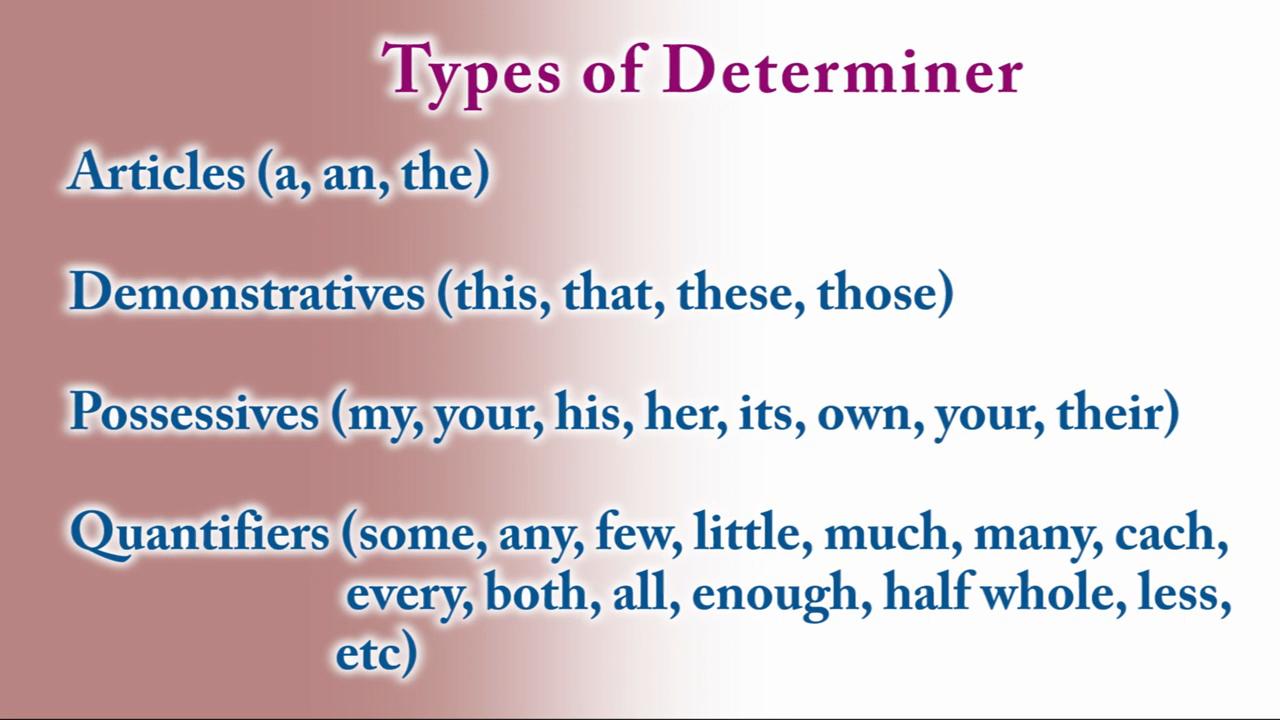 Types of Determiner
Articles (a, an, the)
Demonstratives (this, that, these, those)
Possessives (my, your, his, her, its, own, your, their)
Quantifiers (some, any, few, little, much, many, cach,
every, both, all, enough, half whole, less,
etc)